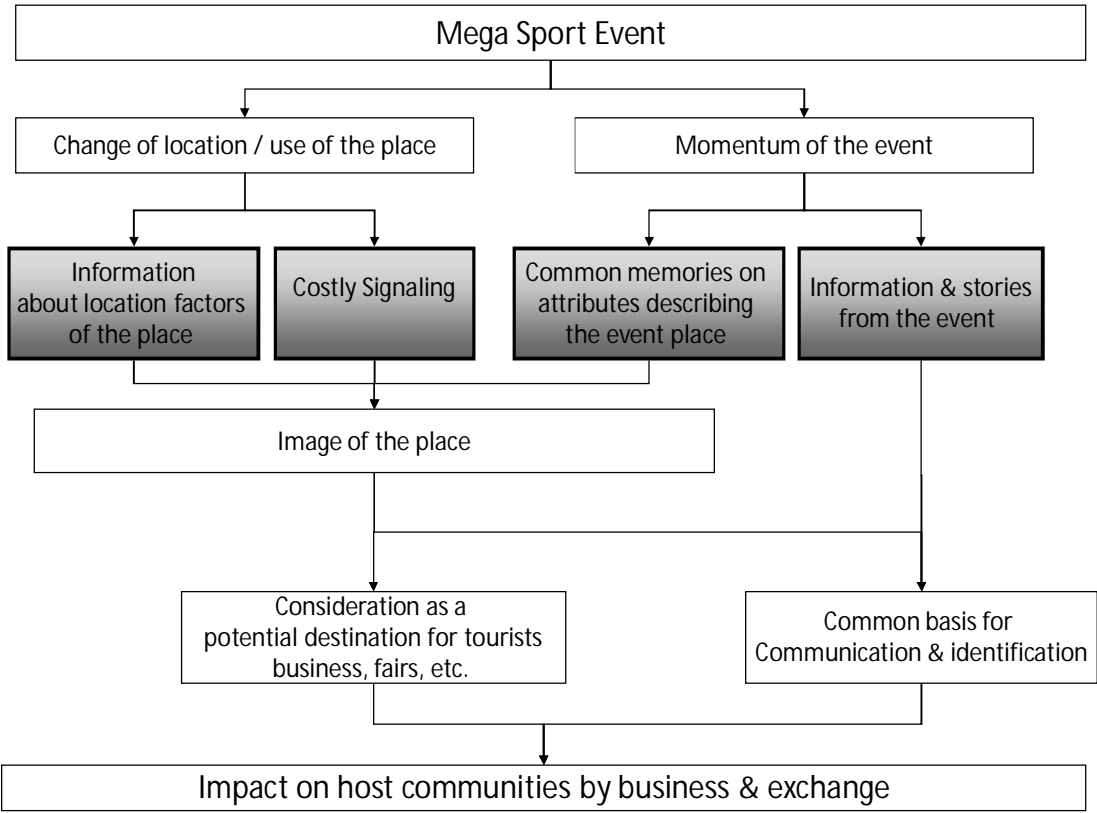 Mega Sport Event
Change of location / use of the place
Momentum of the event
Information
about location factors
of the place
Costly Signaling
Common memories on
attributes describing
the event place
Information & stories
from the event
Image of the place
Consideration as a
potential destination for tourists
business, fairs, etc.
Common basis for
Communication & identification
Impact on host communities by business & exchange